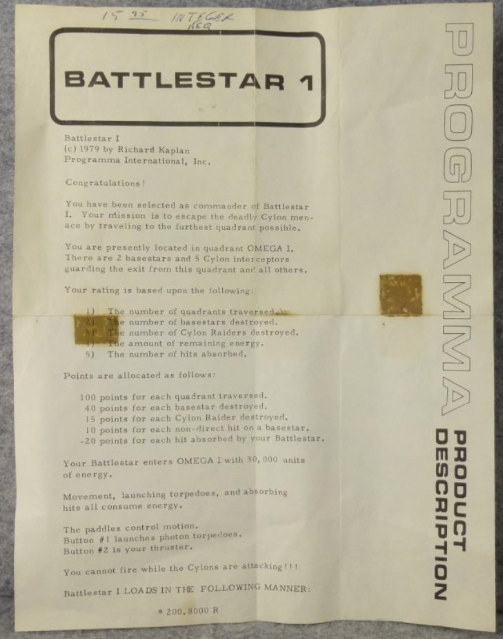 15 95 INTEGER
REQ
BATTLESTAR 1
Battlestar I
(c) 1979 by Richard Kaplan
Programma International, Inc.
Congratulations!
You have been selected as commander of Battlestar
I. Your mission is to escape the deadly Cylon men-
ace by traveling to the furthest quadrant possible.
You are presently located in quadrant OMEGA I.
There are 2 basestars and 5 Cylon interceptors
guarding the exit from this quadrant and all others.
Your rating is based upon the following:
1) The number of quadrants traversed.
2) The number of basestars destroyed.
3) The number of Cylon Raiders destroyed.
4) The amount of remaining energy.
5) The number of hits absorbed.
Points are allocated as follows:
100 points for each quadrant traversed.
40 points for each basestar destroyed.
15 points for each Cylon Raider destroyed.
10 points for each non-direct hit on a basestar.
-20 points for each hit absorbed by your Battlestar.
Your Battlestar enters OMEGA I with 30,000 units
of energy.
Movement, launching torpedoes, and absorbing
hits all consume energy.
The paddles control motion.
Button #1 launches photon torpedoes.
Button #2 is your thruster.
You cannot fire while the Cylons are attacking!!!
Battlestar I LOADS IN THE FOLLOWING MANNER:
*200.8000 R
PROGRAMMA
PRODUCT
DESCRIPTION